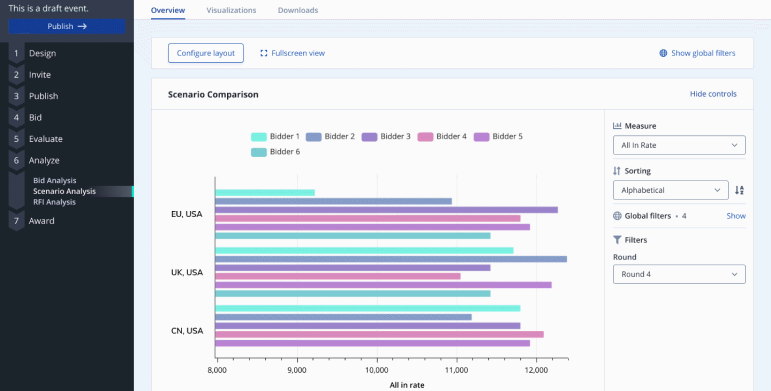 This is a draft event.
Publish →
1 Design
2 Invite
3 Publish
4 Bid
5 Evaluate
6 Analyze
Bid Analysis
Scenario Analysis
RFI Analysis
7 Award
Overview Visualizations Downloads
Configure layout Fullscreen view Show global filters
Scenario Comparison Hide controls
Bidder 1 Bidder 2 Bidder 3 Bidder 4 Bidder 5
Bidder 6
EU, USA
UK, USA
CN, USA
8,000 9,000 10,000 11,000 12,000
All in rate
Measure
All In Rate
Sorting
Alphabetical
Global filters • 4 Show
Filters
Round
Round 4